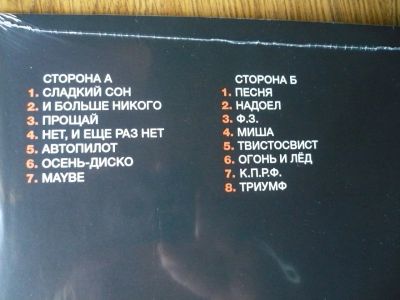 СТОРОНА А
1. СЛАДКИЙ СОН
2. И БОЛЬШЕ НИКОГО
3. ПРОЩАЙ
4. НЕТ, И ЕЩЕ РАЗ НЕТ
5. АВТОПИЛОТ
6. ОСЕНЬ-ДИСКО
7. MAYBE
СТОРОНА Б
1. ПЕСНЯ
2. НАДОЕЛ
3. Ф.З.
4. МИША
5. ТВИСТОСВИСТ
6. ОГОНЬ И ЛЁД
7. К.П.Р.Ф.
8. ТРИУМФ